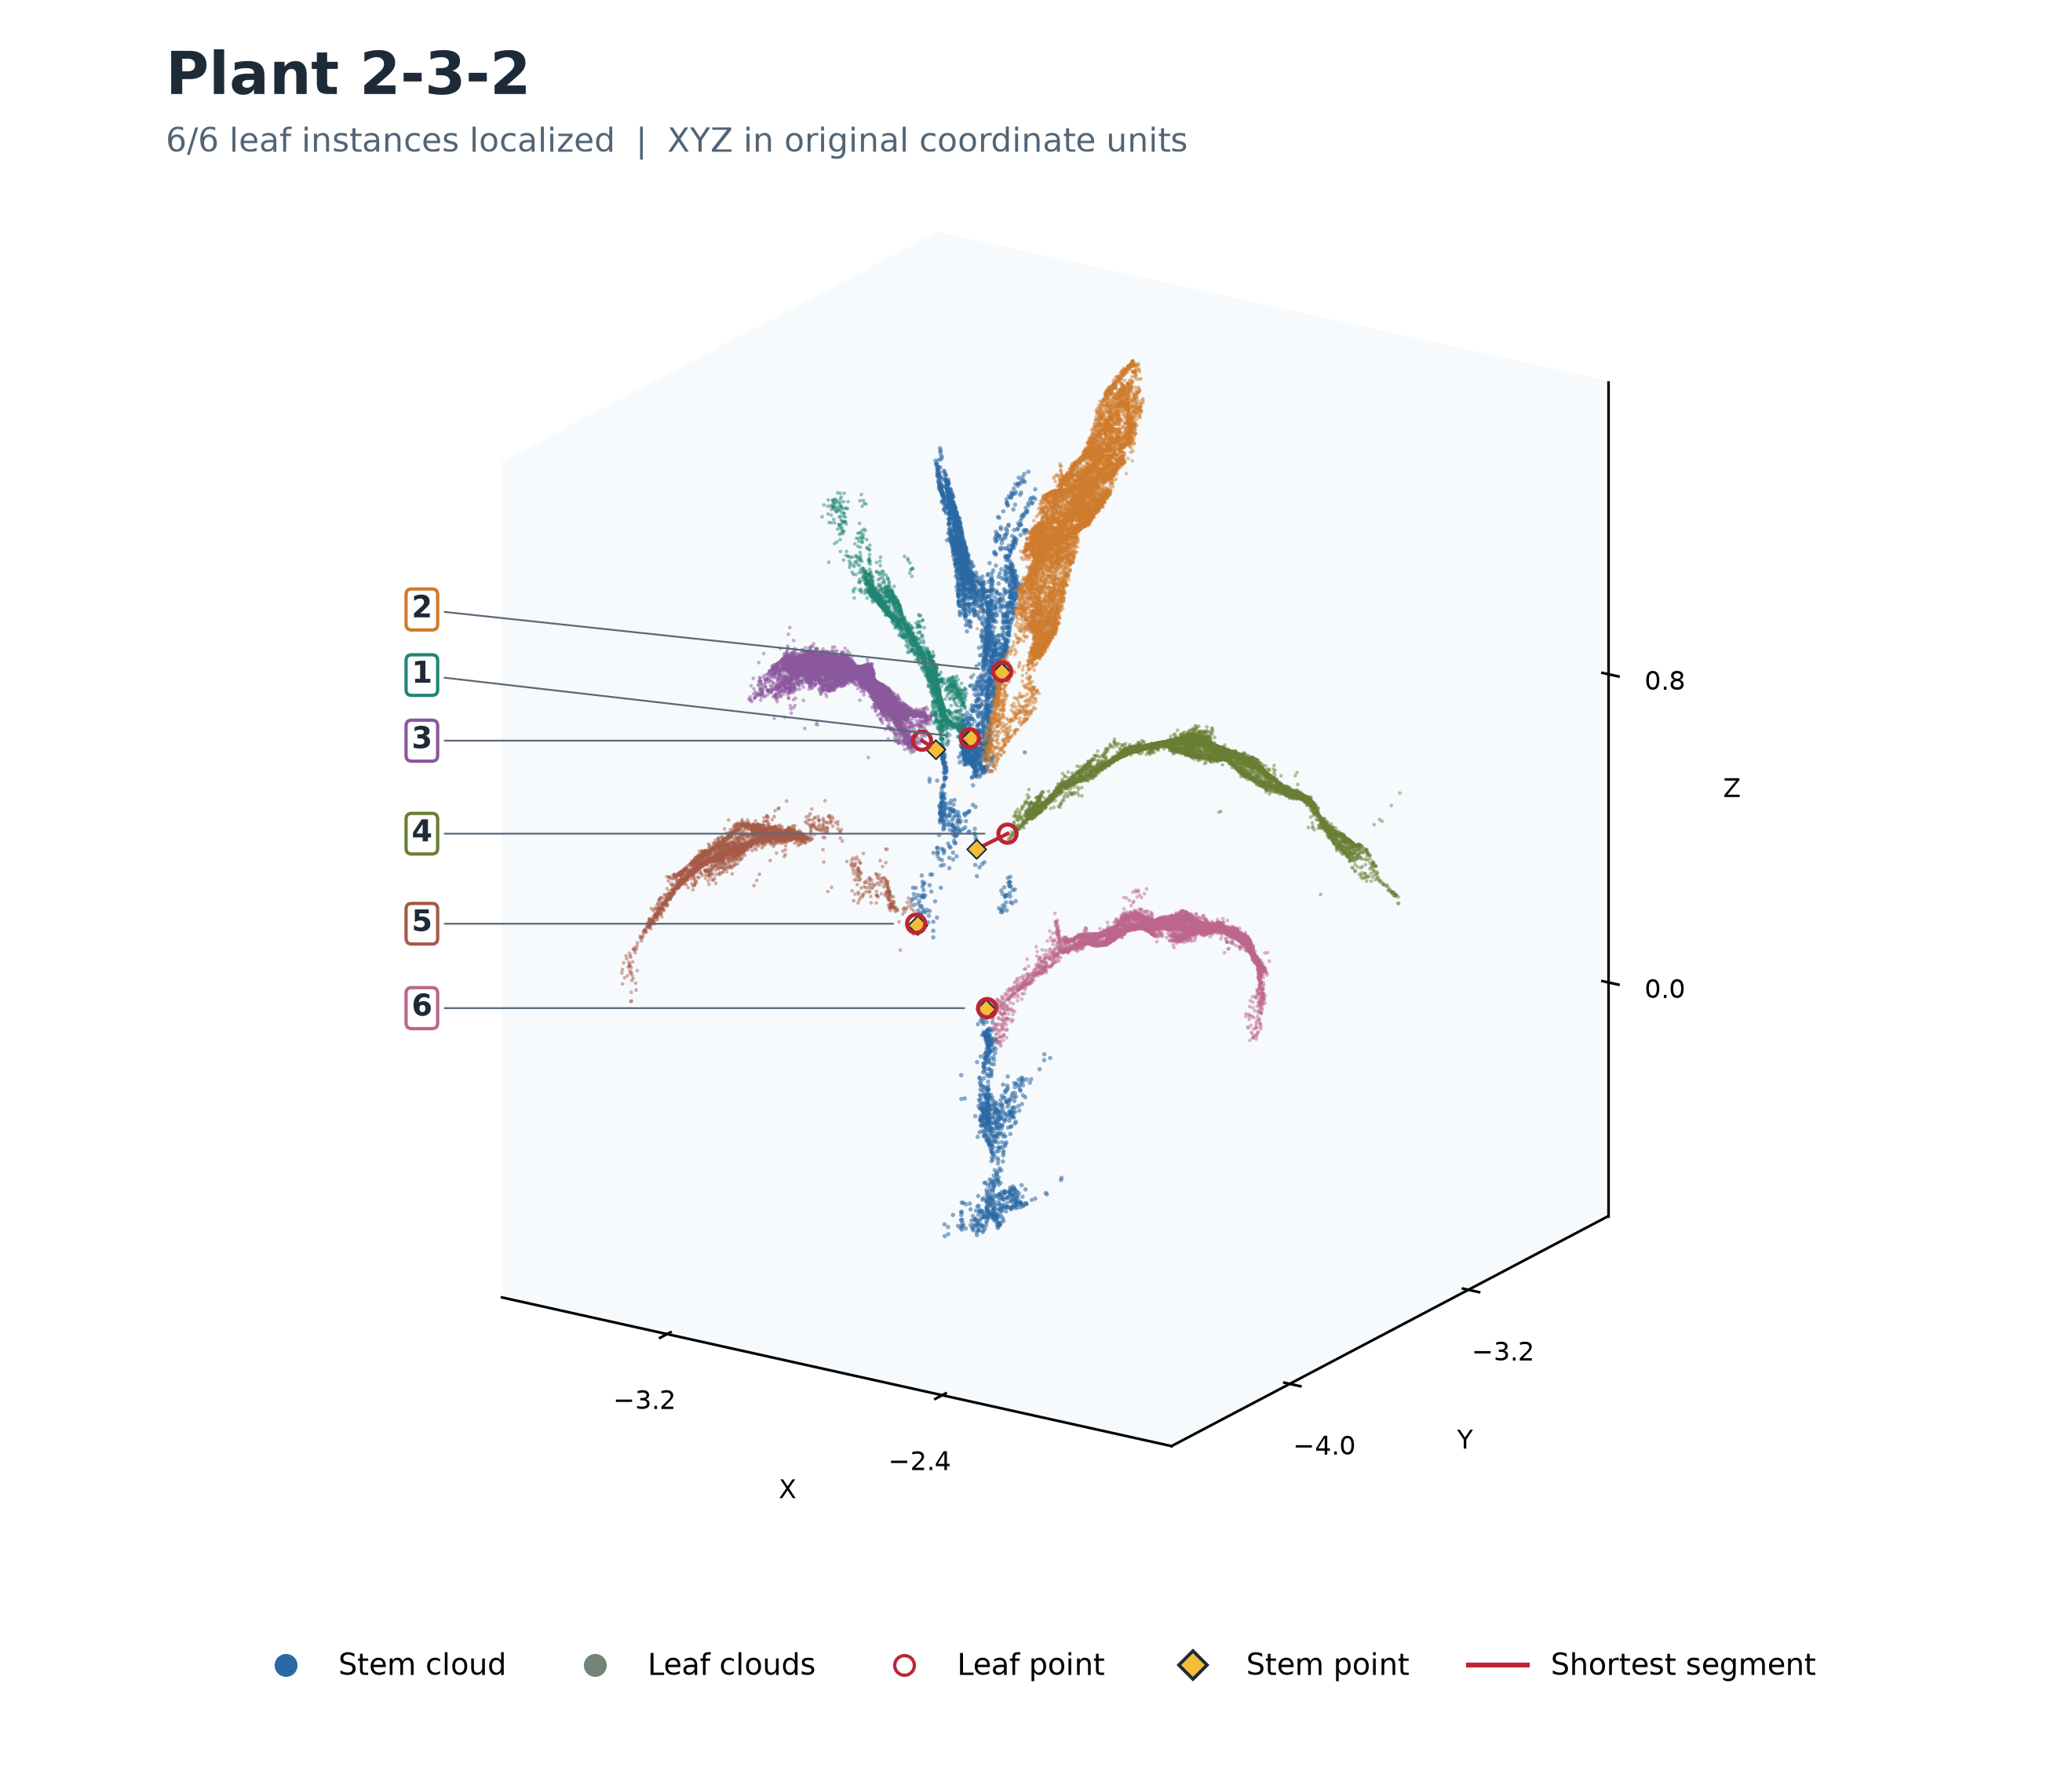 Plant 2-3-2
6/6 leaf instances localized | XYZ in original coordinate units
2
1
3
4
5
6
0.8
Z
0.0
−3.2
−3.2
−2.4
−4.0
Y
X
Stem cloud Leaf clouds Leaf point Stem point Shortest segment